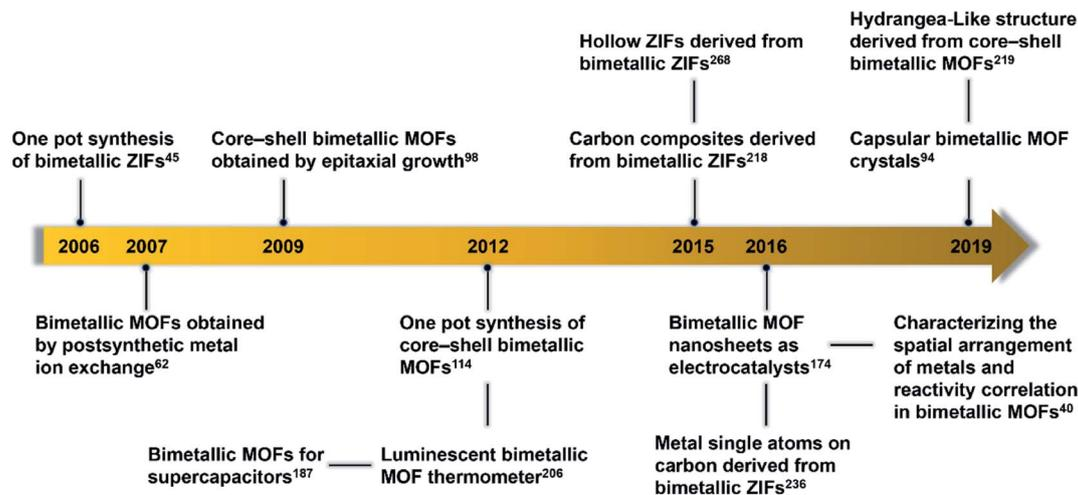 Hollow ZIFs derived from
bimetallic ZIFs²⁶⁸
Hydrangea-Like structure
derived from core–shell
bimetallic MOFs²¹⁹
One pot synthesis
of bimetallic ZIFs⁴⁵
Core–shell bimetallic MOFs
obtained by epitaxial growth⁹⁸
Carbon composites derived
from bimetallic ZIFs²¹⁸
Capsular bimetallic MOF
crystals⁹⁴
2006 2007 2009 2012 2015 2016 2019
Bimetallic MOFs obtained
by postsynthetic metal
ion exchange⁶²
One pot synthesis of
core–shell bimetallic
MOFs¹¹⁴
Bimetallic MOF
nanosheets as
electrocatalysts¹⁷⁴
Characterizing the
spatial arrangement
of metals and
reactivity correlation
in bimetallic MOFs⁴⁰
Bimetallic MOFs for
supercapacitors¹⁸⁷
Luminescent bimetallic
MOF thermometer²⁰⁶
Metal single atoms on
carbon derived from
bimetallic ZIFs²³⁶